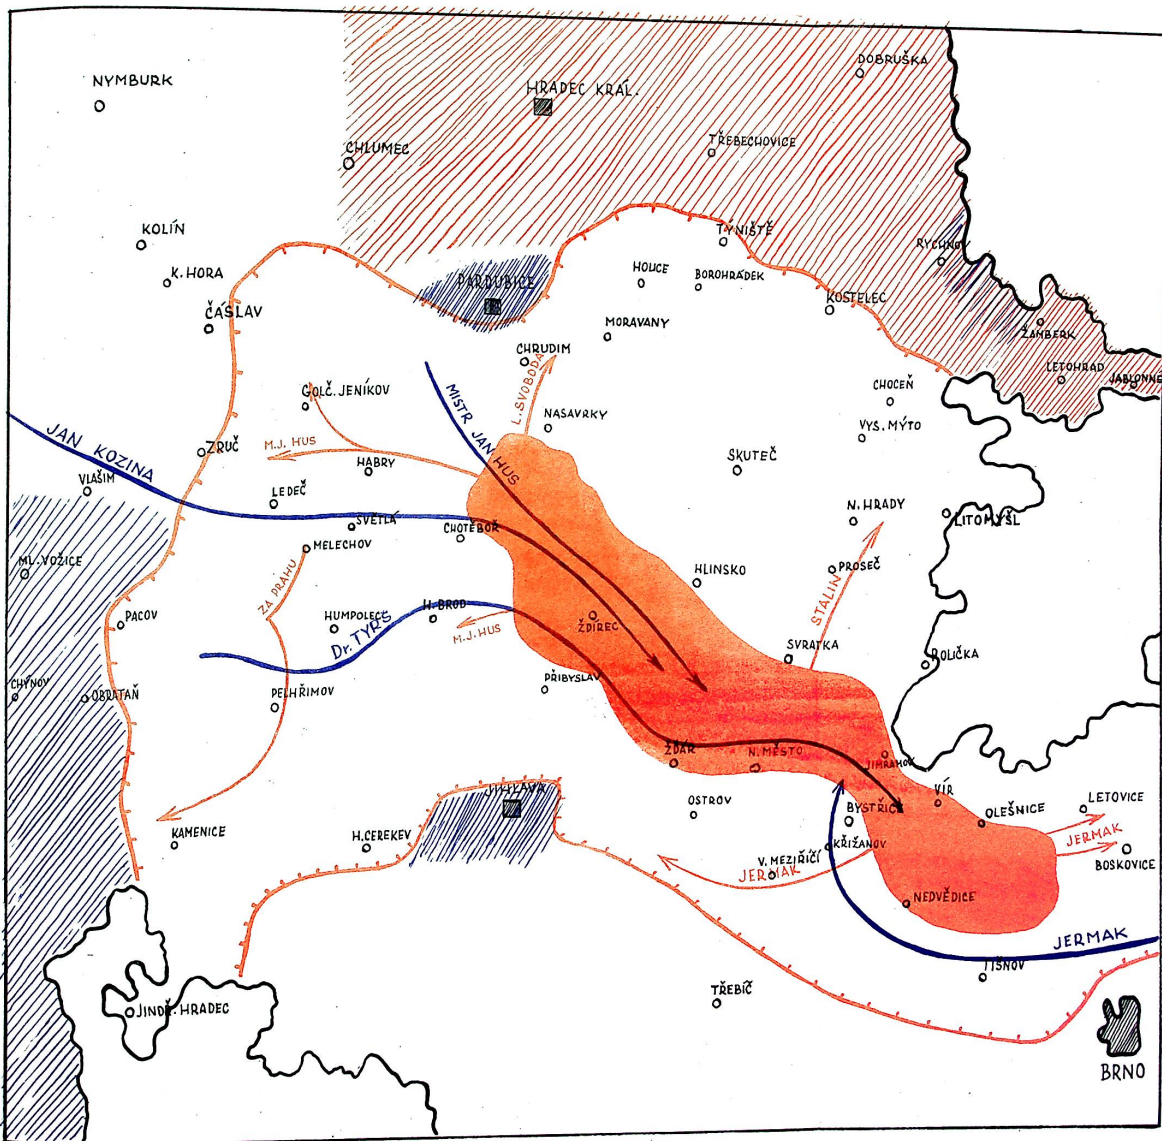 NYMBURK
DOBRUŠKA
HRADEC KRÁL.
CHLUMEC
TŘEBECHOVICE
KOLÍN
TÝNIŠTĚ
RYCHNOV
K. HORA
HOLICE
BOROHRÁDEK
PARDUBICE
KOSTELEC
ČÁSLAV
MORAVANY
ŽAMBERK
CHRUDIM
LETOHRAD
JABLONNÉ
GOLČ. JENÍKOV
L. SVOBODA
CHOCEŇ
MISTR JAN HUS
NASAVRKY
VYS. MÝTO
JAN KOZINA
ZRUČ
M.J. HUS
HABRY
SKUTEČ
VLAŠIM
LEDEČ
SVĚTLÁ
CHOTĚBOŘ
N. HRADY
LITOMYŠL
MELECHOV
ML. VOŽICE
ZA PRAHU
HLINSKO
PROSEČ
STALIN
PACOV
HUMPOLEC
H. BROD
Dr. TYRŠ
M.J. HUS
ŽDÍREC
SVRATKA
POLIČKA
CHÝNOV
OBRATAŇ
PELHŘIMOV
PŘIBYSLAV
ŽĎÁR
N. MĚSTO
JIMRAMOV
JIHLAVA
VÍR
OSTROV
BYSTŘICE
OLEŠNICE
LETOVICE
KAMENICE
H. CEREKEV
KŘIŽANOV
JERMAK
V. MEZIŘÍČÍ
BOSKOVICE
JERMAK
NEDVĚDICE
JERMAK
TIŠNOV
TŘEBÍČ
JINDŘ. HRADEC
BRNO